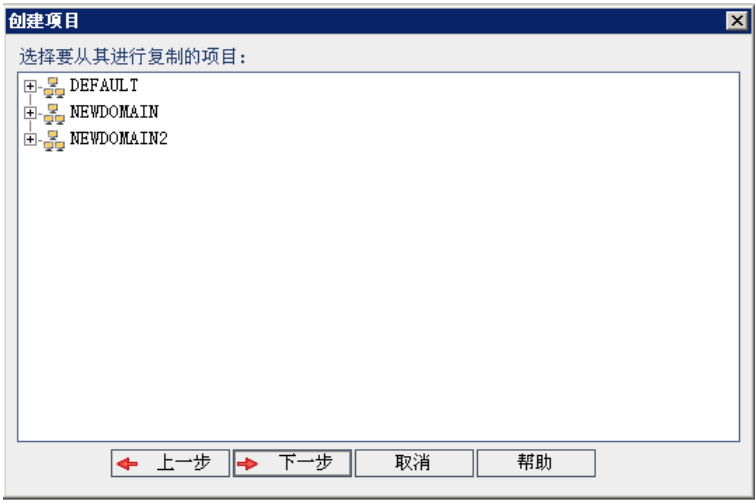 创建项目
选择要从其进行复制的项目:
DEFAULT
NEWDOMAIN
NEWDOMAIN2
上一步 下一步 取消 帮助